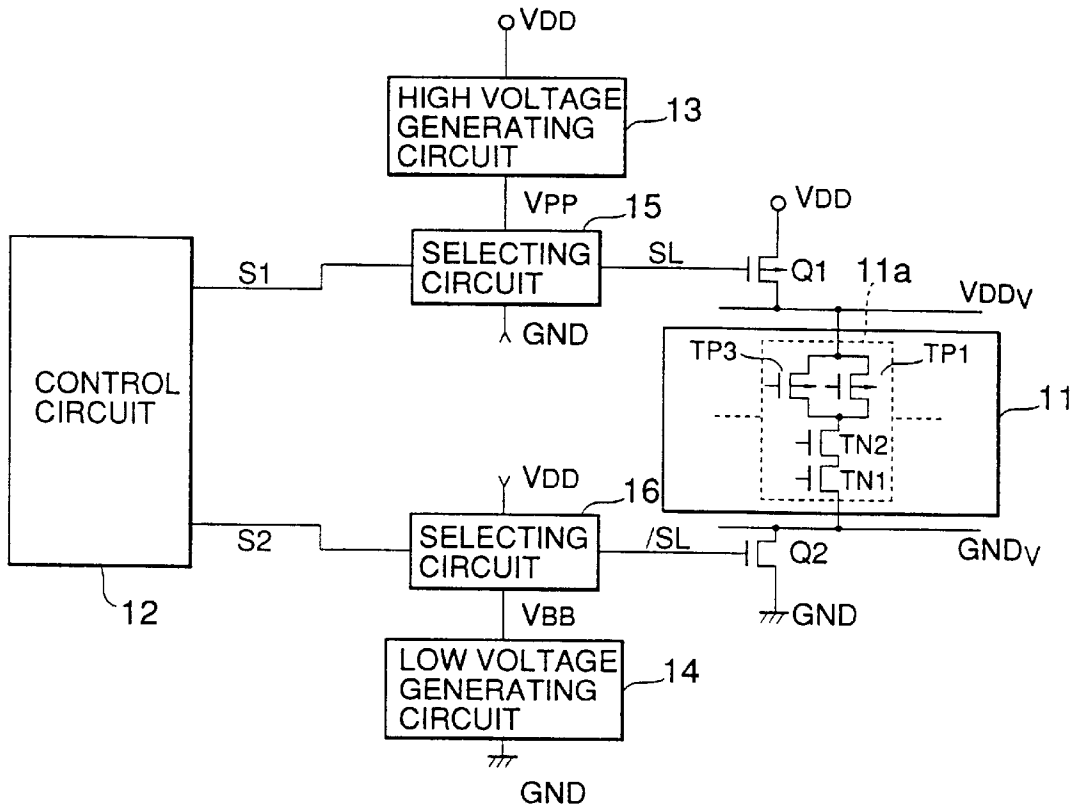 VDD
HIGH VOLTAGE
GENERATING
CIRCUIT
13
VPP
15
VDD
S1
SELECTING
CIRCUIT
SL
Q1
11a
VDDV
GND
TP3
TP1
CONTROL
CIRCUIT
11
TN2
TN1
VDD
16
S2
SELECTING
CIRCUIT
/SL
Q2
GNDV
12
VBB
GND
LOW VOLTAGE
GENERATING
CIRCUIT
14
GND